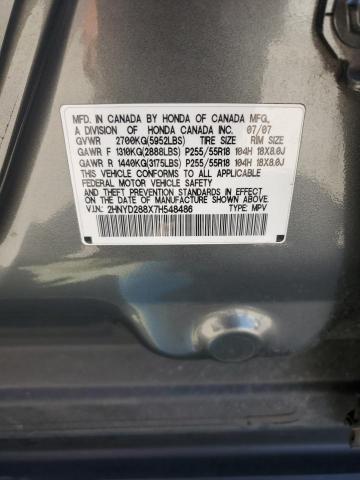 MFD. IN CANADA BY HONDA OF CANADA MFG.,
A DIVISION OF HONDA CANADA INC. 07/07
GVWR 2700KG(5952LBS) TIRE SIZE RIM SIZE
GAWR F 1310KG(2888LBS) P255/55R18 104H 18X8.0J
GAWR R 1440KG(3175LBS) P255/55R18 104H 18X8.0J
THIS VEHICLE CONFORMS TO ALL APPLICABLE
FEDERAL MOTOR VEHICLE SAFETY
AND THEFT PREVENTION STANDARDS IN EFFECT
ON THE DATE OF MANUFACTURE SHOWN ABOVE.
V.I.N.: 2HNYD288X7H548486 TYPE: MPV